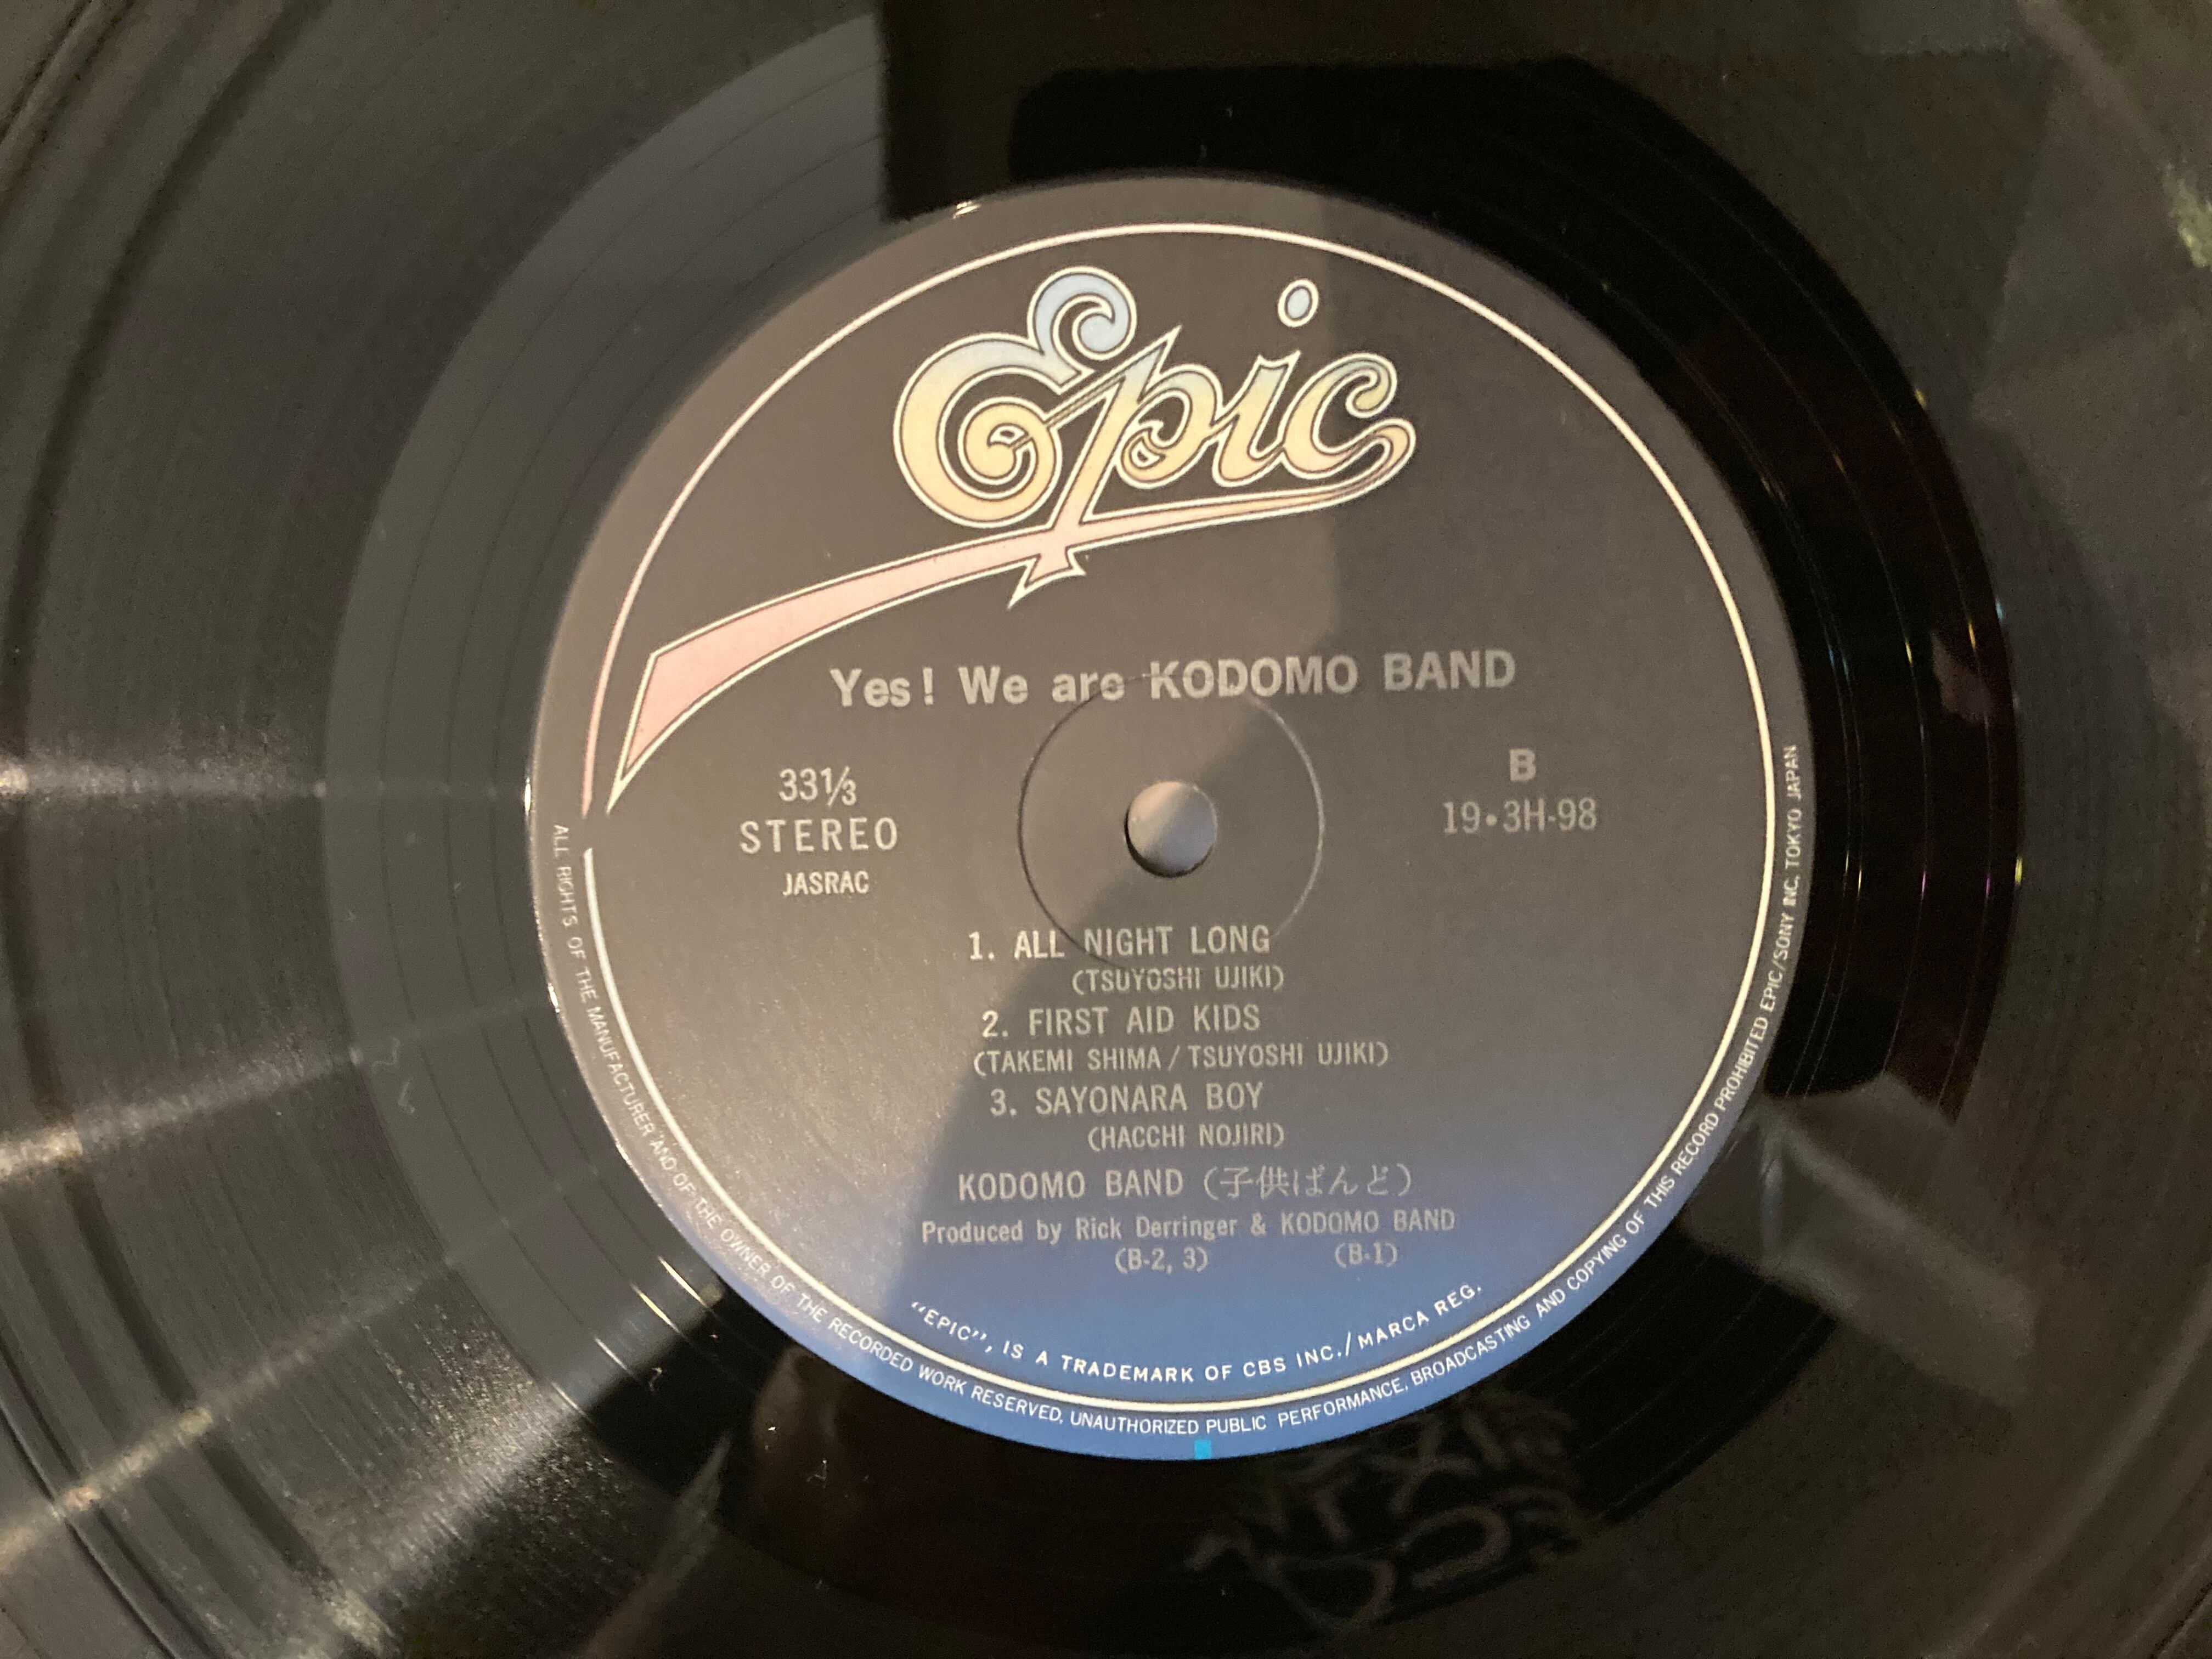 Epic
Yes! We are KODOMO BAND
33⅓
STEREO
JASRAC
B
19•3H-98
1. ALL NIGHT LONG
(TSUYOSHI UJIKI)
2. FIRST AID KIDS
(TAKEMI SHIMA / TSUYOSHI UJIKI)
3. SAYONARA BOY
(HACCHI NOJIRI)
KODOMO BAND (子供ばんど)
Produced by Rick Derringer & KODOMO BAND
(B-2, 3) (B-1)
"EPIC", IS A TRADEMARK OF CBS INC./MARCA REG.
ALL RIGHTS OF THE MANUFACTURER AND OF THE OWNER OF THE RECORDED WORK RESERVED. UNAUTHORIZED PUBLIC PERFORMANCE, BROADCASTING AND COPYING OF THIS RECORD PROHIBITED EPIC/SONY INC. TOKYO JAPAN